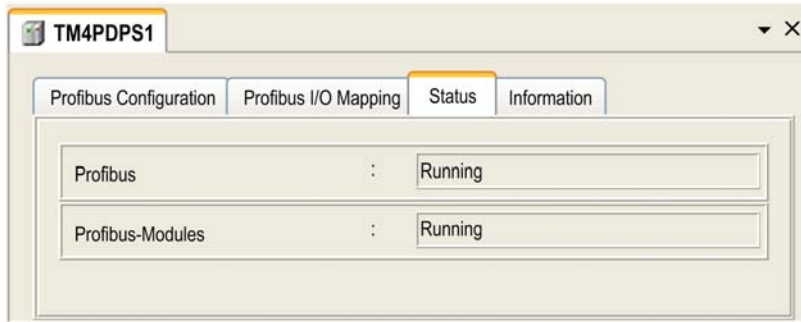 TM4PDPS1
Profibus Configuration Profibus I/O Mapping Status Information
Profibus : Running
Profibus-Modules : Running